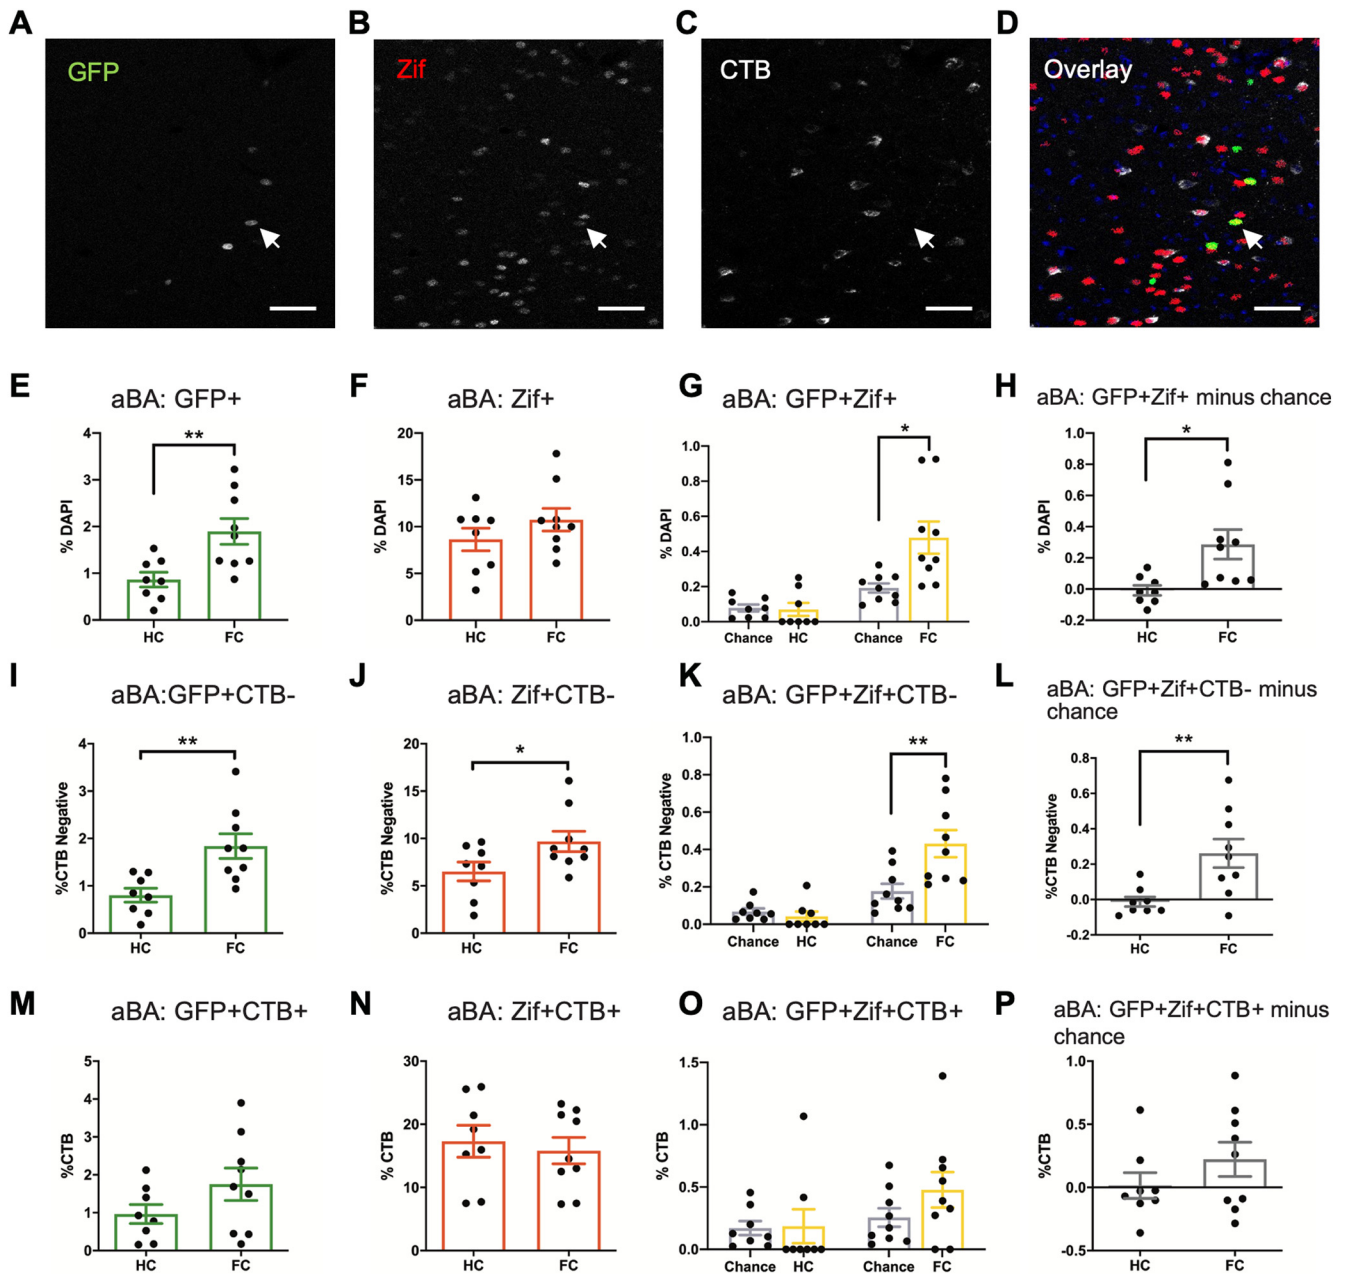 A
B
C
D
GFP
Zif
CTB
Overlay
E
aBA: GFP+
F
aBA: Zif+
G
aBA: GFP+Zif+
H
aBA: GFP+Zif+ minus chance
% DAPI
4
3
2
1
0
**
HC
FC
% DAPI
20
15
10
5
0
HC
FC
% DAPI
1.0
0.8
0.6
0.4
0.2
0.0
*
Chance
HC
Chance
FC
% DAPI
1.0
0.8
0.6
0.4
0.2
0.0
-0.2
*
HC
FC
I
aBA:GFP+CTB-
J
aBA: Zif+CTB-
K
aBA: GFP+Zif+CTB-
L
aBA: GFP+Zif+CTB- minus
chance
%CTB Negative
4
3
2
1
0
**
HC
FC
%CTB Negative
20
15
10
5
0
*
HC
FC
% CTB Negative
1.0
0.8
0.6
0.4
0.2
0.0
**
Chance
HC
Chance
FC
%CTB Negative
0.8
0.6
0.4
0.2
0.0
-0.2
**
HC
FC
M
aBA: GFP+CTB+
N
aBA: Zif+CTB+
O
aBA: GFP+Zif+CTB+
P
aBA: GFP+Zif+CTB+ minus
chance
%CTB
5
4
3
2
1
0
HC
FC
% CTB
30
20
10
0
HC
FC
% CTB
1.5
1.0
0.5
0.0
Chance
HC
Chance
FC
%CTB
1.0
0.5
0.0
-0.5
HC
FC